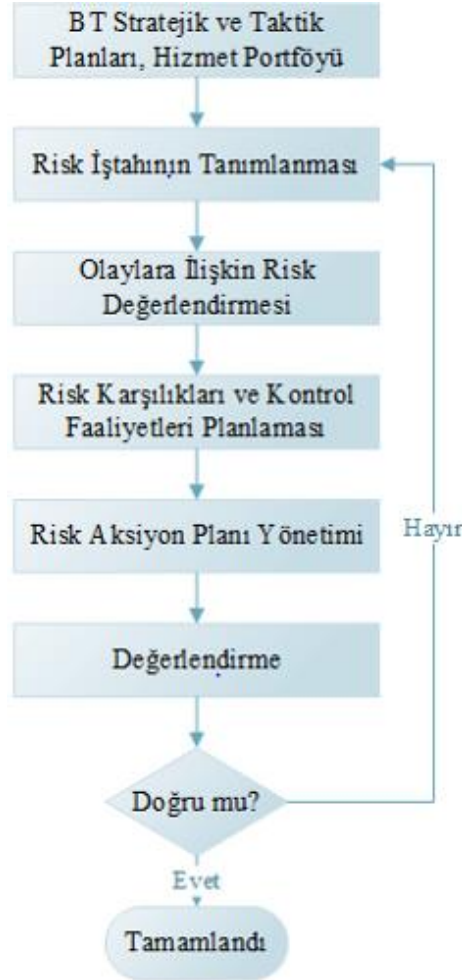 BT Stratejik ve Taktik
Planları, Hizmet Portföyü
Risk İştahının Tanımlanması
Olaylara İlişkin Risk
Değerlendirmesi
Risk Karşılıkları ve Kontrol
Faaliyetleri Planlaması
Risk Aksiyon Planı Yönetimi
Hayır
Değerlendirme
Doğru mu?
Evet
Tamamlandı